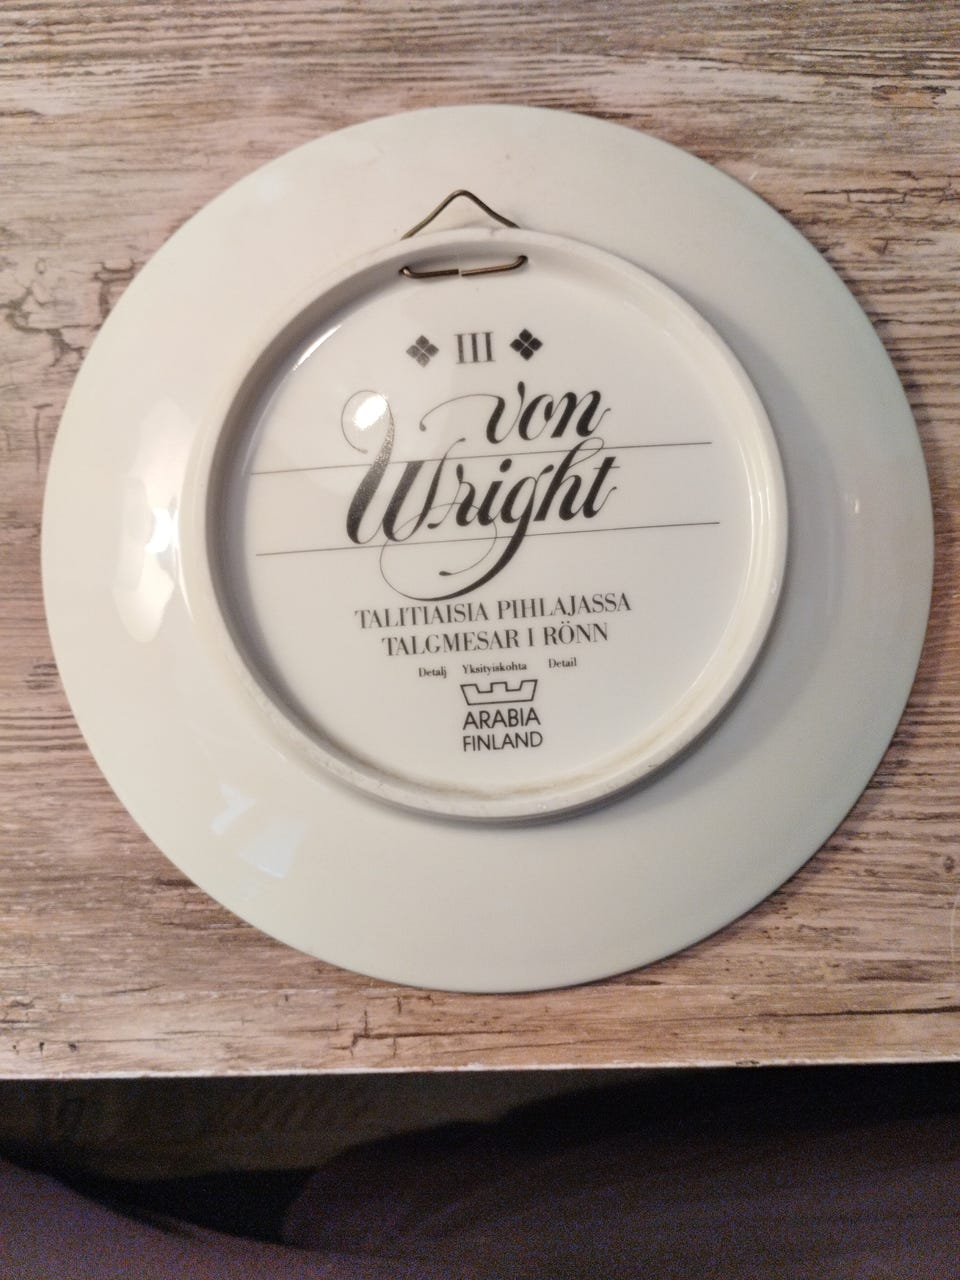 III
von
Wright
TALITIAISIA PIHLAJASSA
TALGMESAR I RÖNN
Detalj Yksityiskohta Detail
ARABIA
FINLAND